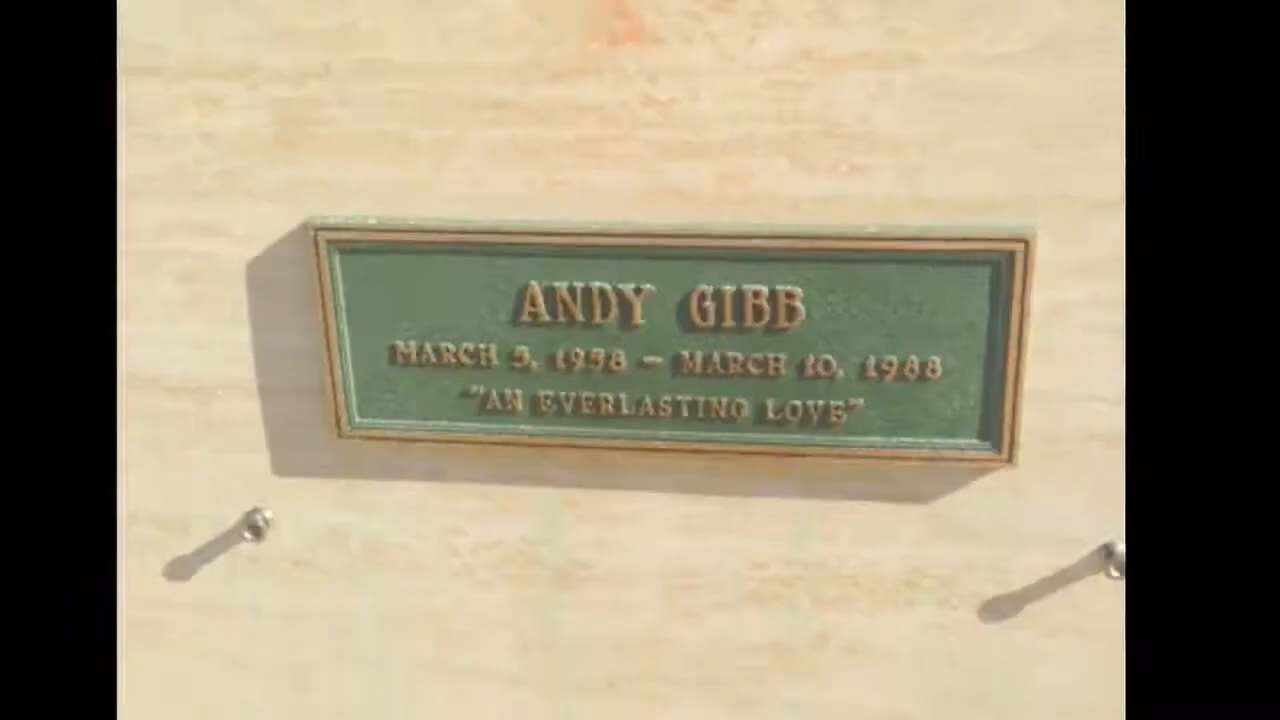 ANDY GIBB
MARCH 5, 1958 – MARCH 10, 1988
"AN EVERLASTING LOVE"